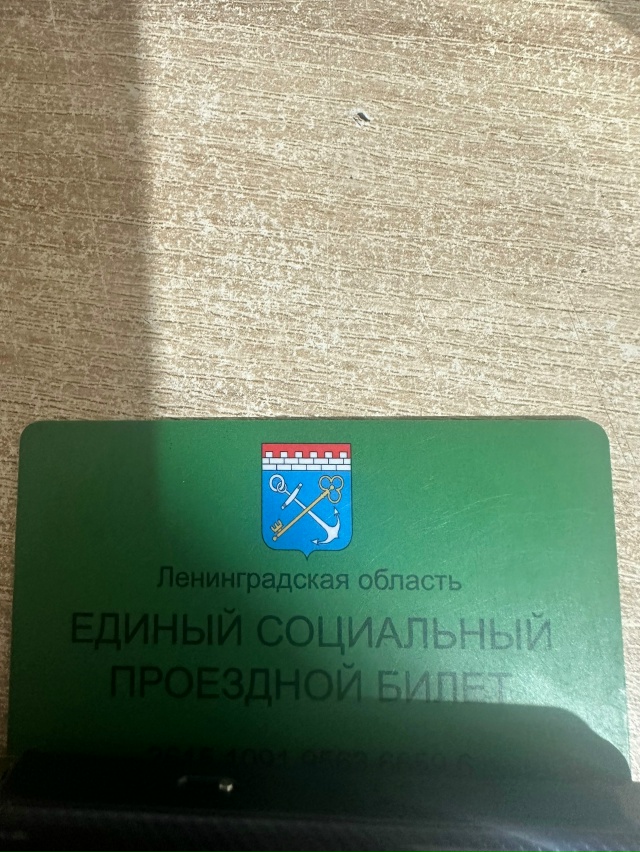 Ленинградская область
ЕДИНЫЙ СОЦИАЛЬНЫЙ
ПРОЕЗДНОЙ БИЛЕТ